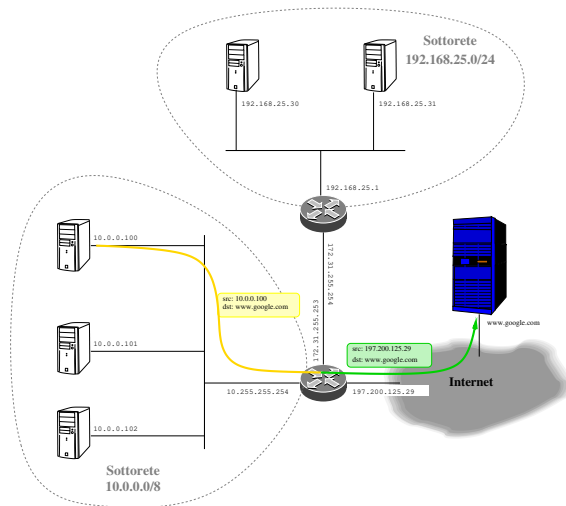 Sottorete
192.168.25.0/24
192.168.25.30
192.168.25.31
192.168.25.1
10.0.0.100
172.31.255.254
src: 10.0.0.100
dst: www.google.com
172.31.255.253
www.google.com
src: 197.200.125.29
dst: www.google.com
10.0.0.101
Internet
10.255.255.254
197.200.125.29
10.0.0.102
Sottorete
10.0.0.0/8